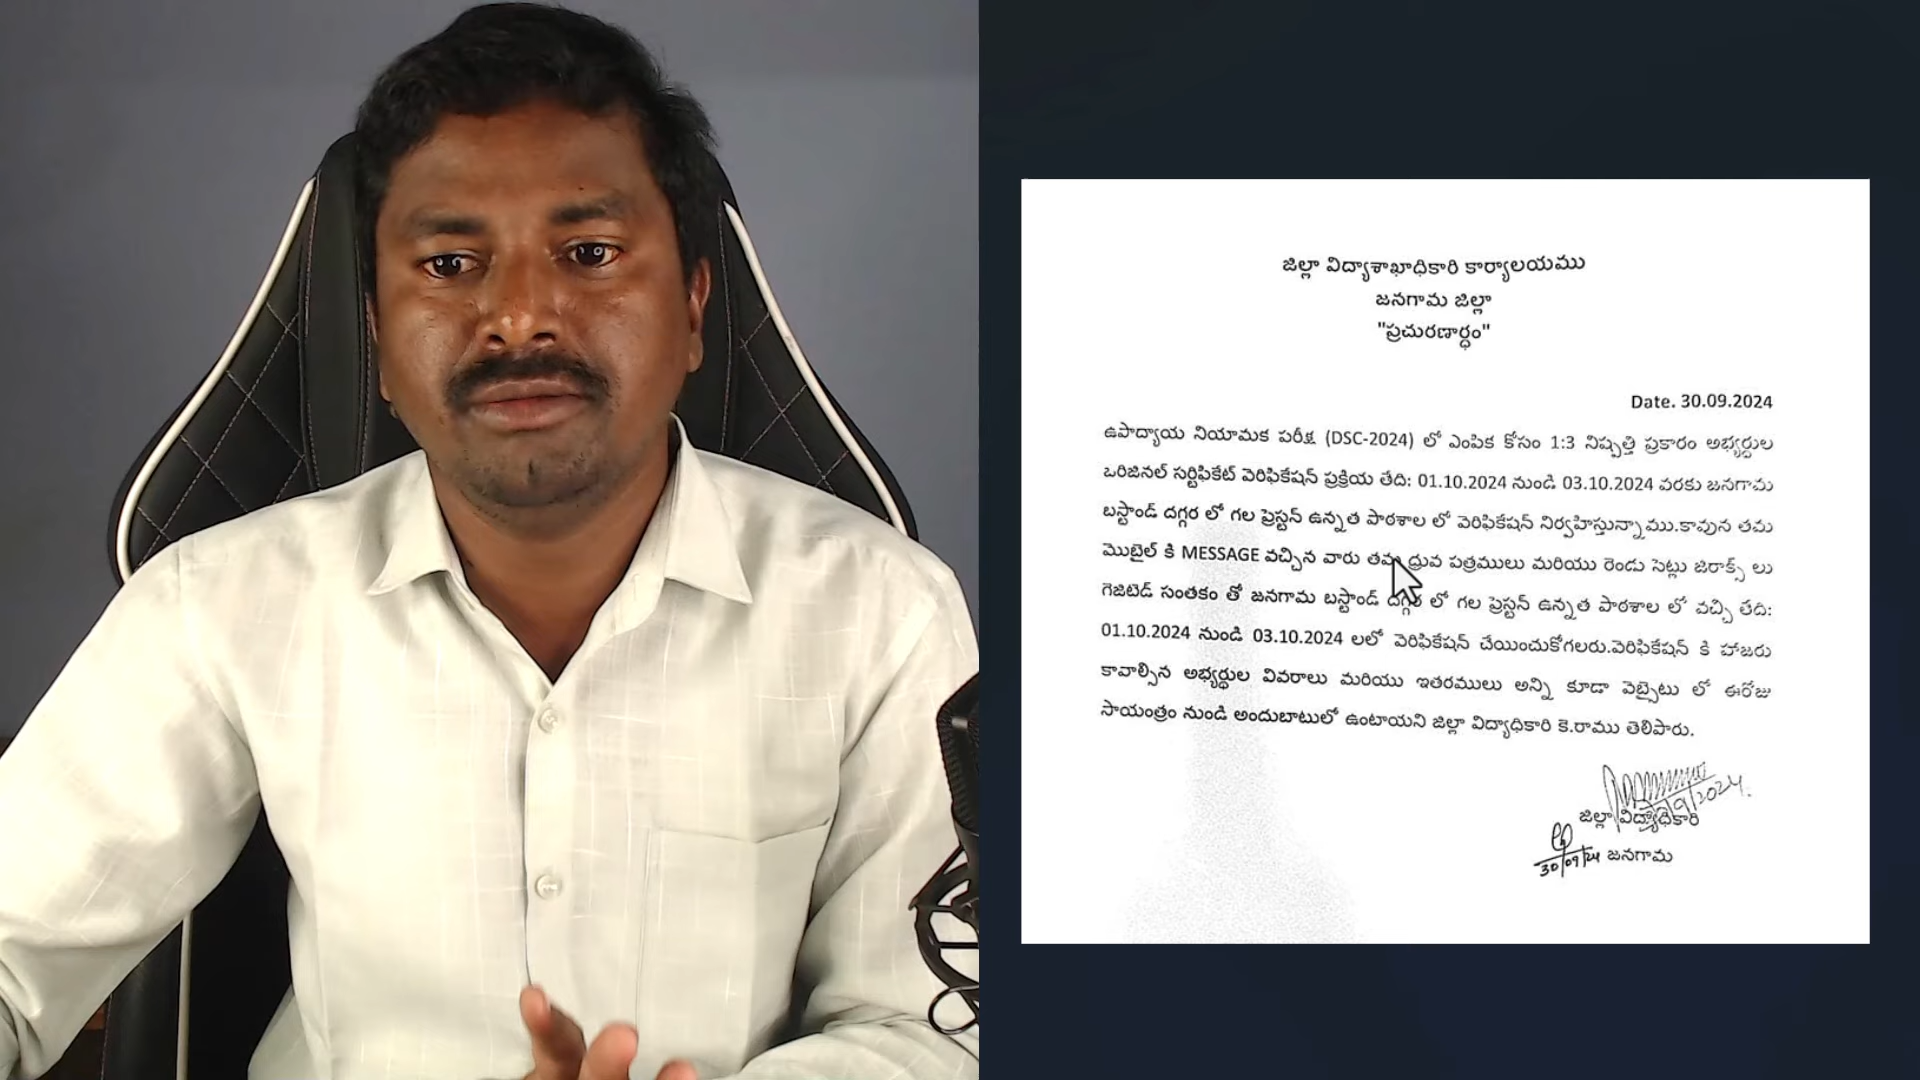 జిల్లా విద్యాశాఖాధికారి కార్యాలయము
జనగామ జిల్లా
"ప్రచురణార్ధం"
Date. 30.09.2024
ఉపాద్యాయ నియామక పరీక్ష (DSC-2024) లో ఎంపిక కోసం 1:3 నిష్పత్తి ప్రకారం అభ్యర్దుల
ఒరిజినల్ సర్టిఫికేట్ వెరిఫికేషన్ ప్రక్రియ తేది: 01.10.2024 నుండి 03.10.2024 వరకు జనగామ
బస్టాండ్ దగ్గర లో గల ప్రెస్టన్ ఉన్నత పాఠశాల లో వెరిఫికేషన్ నిర్వహిస్తున్నాము.కావున తమ
మొబైల్ కి MESSAGE వచ్చిన వారు తమ ధ్రువ పత్రములు మరియు రెండు సెట్లు జిరాక్స్ లు
గెజిటెడ్ సంతకం తో జనగామ బస్టాండ్ దగ్గర లో గల ప్రెస్టన్ ఉన్నత పాఠశాల లో వచ్చి తేది:
01.10.2024 నుండి 03.10.2024 లలో వెరిఫికేషన్ చేయించుకోగలరు.వెరిఫికేషన్ కి హాజరు
కావాల్సిన అభ్యర్థుల వివరాలు మరియు ఇతరములు అన్ని కూడా వెబ్సైటు లో ఈరోజు
సాయంత్రం నుండి అందుబాటులో ఉంటాయని జిల్లా విద్యాధికారి కె.రాము తెలిపారు.
జిల్లా విద్యాధికారి
30/09/24 జనగామ